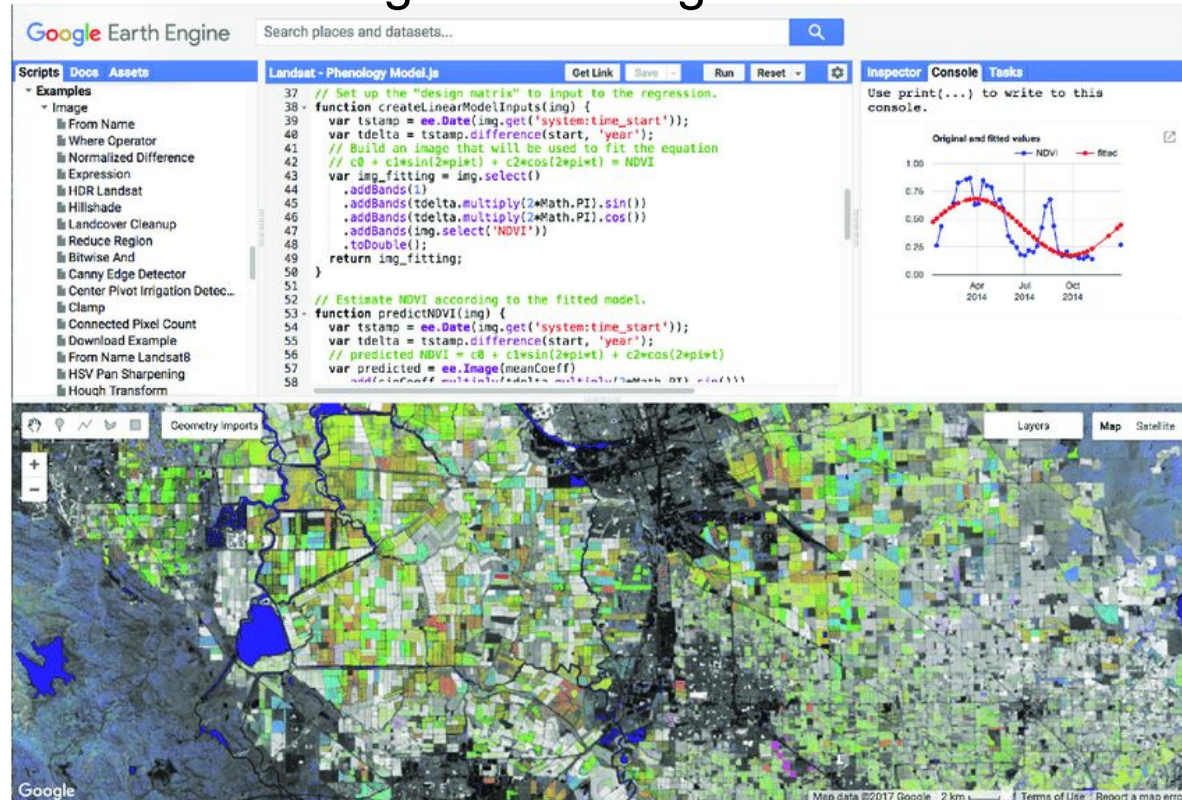 Google Earth Engine
Search places and datasets...
Scripts Docs Assets
Examples
Image
From Name
Where Operator
Normalized Difference
Expression
HDR Landsat
Hillshade
Landcover Cleanup
Reduce Region
Bitwise And
Canny Edge Detector
Center Pivot Irrigation Detec...
Clamp
Connected Pixel Count
Download Example
From Name Landsat8
HSV Pan Sharpening
Hough Transform
Landsat - Phenology Model.js
Get Link Save Run Reset
37 // Set up the "design matrix" to input to the regression.
38 function createLinearModelInputs(img) {
39 var tstamp = ee.Date(img.get('system:time_start'));
40 var tdelta = tstamp.difference(start, 'year');
41 // Build an image that will be used to fit the equation
42 // c0 + c1*sin(2*pi*t) + c2*cos(2*pi*t) = NDVI
43 var img_fitting = img.select()
44 .addBands(1)
45 .addBands(tdelta.multiply(2*Math.PI).sin())
46 .addBands(tdelta.multiply(2*Math.PI).cos())
47 .addBands(img.select('NDVI'))
48 .toDouble();
49 return img_fitting;
50 }
51
52 // Estimate NDVI according to the fitted model.
53 function predictNDVI(img) {
54 var tstamp = ee.Date(img.get('system:time_start'));
55 var tdelta = tstamp.difference(start, 'year');
56 // predicted NDVI = c0 + c1*sin(2*pi*t) + c2*cos(2*pi*t)
57 var predicted = ee.Image(meanCoeff)
58 .add(sinCoeff.multiply(tdelta.multiply(2*Math.PI).sin()))
Inspector Console Tasks
Use print(...) to write to this
console.
Original and fitted values
NDVI fitted
1.00
0.75
0.50
0.25
0.00
Apr Jul Oct
2014 2014 2014
Geometry Imports
Layers
Map Satellite
+
−
Google
Map data ©2017 Google 2 km Terms of Use Report a map error